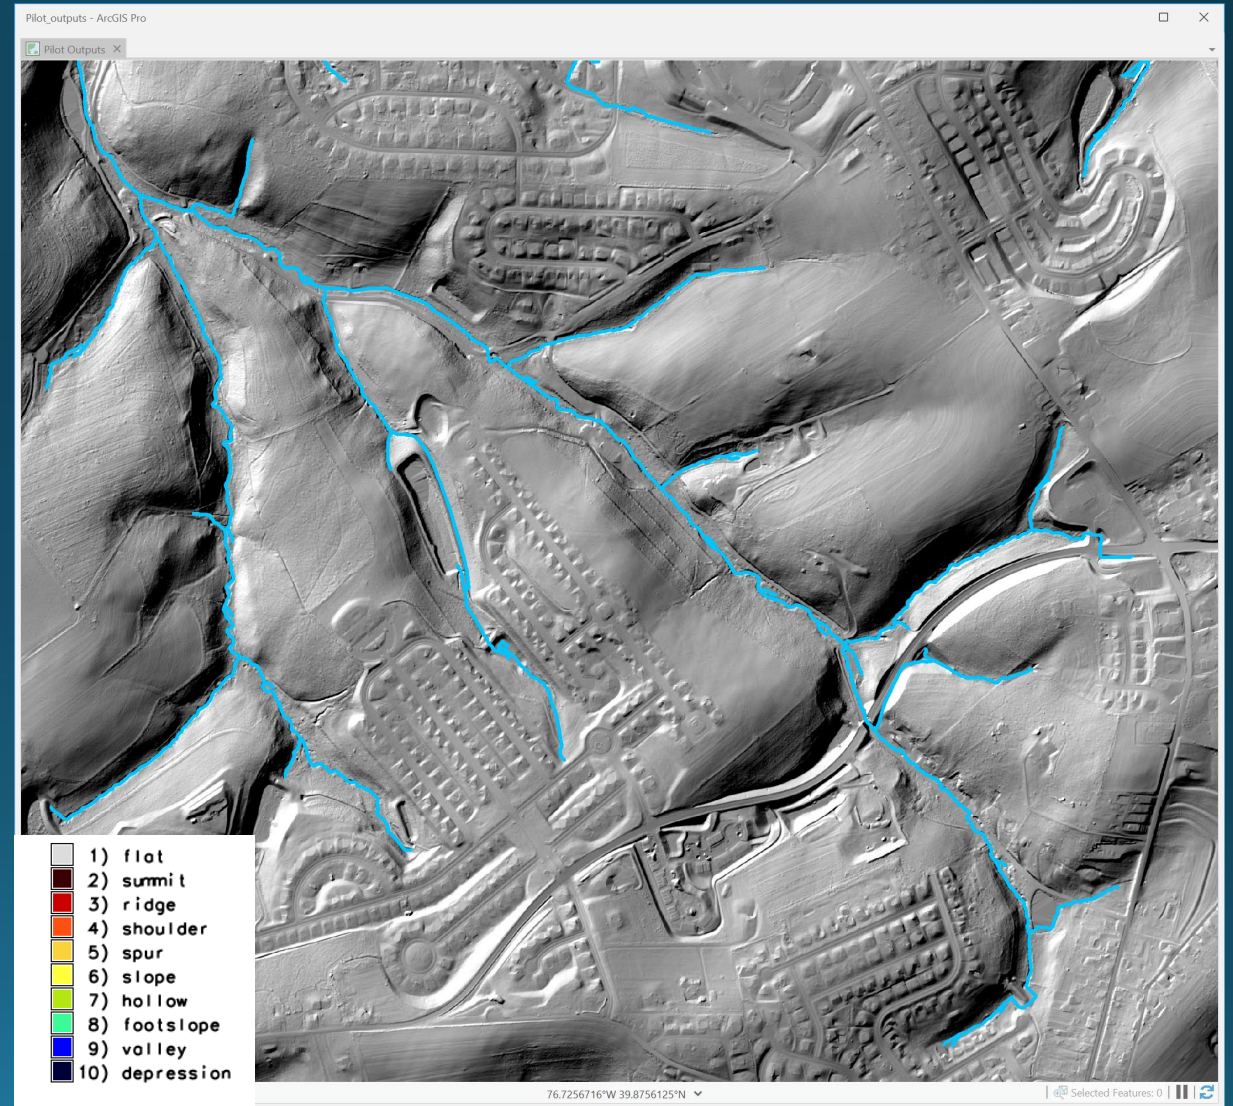 Pilot_outputs - ArcGIS Pro
Pilot Outputs
1) flat
2) summit
3) ridge
4) shoulder
5) spur
6) slope
7) hollow
8) footslope
9) valley
10) depression
76.7256716°W 39.8756125°N
Selected Features: 0